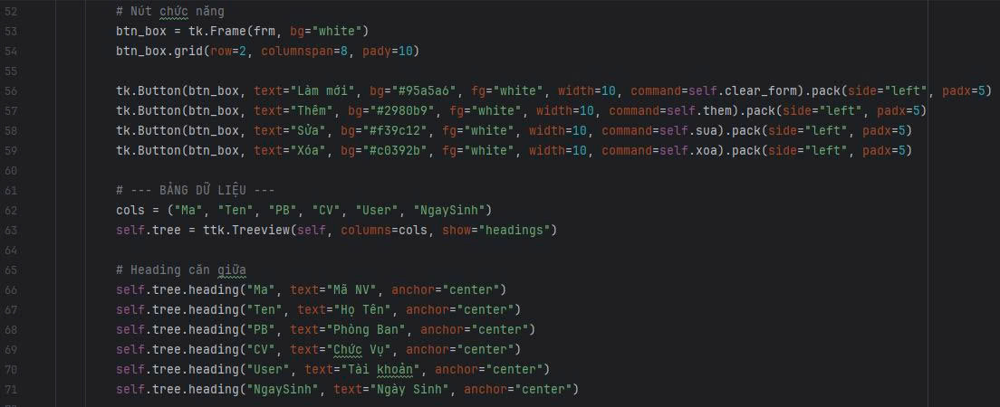 52 # Nút chức năng
53 btn_box = tk.Frame(frm, bg="white")
54 btn_box.grid(row=2, columnspan=8, pady=10)
55
56 tk.Button(btn_box, text="Làm mới", bg="#95a5a6", fg="white", width=10, command=self.clear_form).pack(side="left", padx=5)
57 tk.Button(btn_box, text="Thêm", bg="#2980b9", fg="white", width=10, command=self.them).pack(side="left", padx=5)
58 tk.Button(btn_box, text="Sửa", bg="#f39c12", fg="white", width=10, command=self.sua).pack(side="left", padx=5)
59 tk.Button(btn_box, text="Xóa", bg="#c0392b", fg="white", width=10, command=self.xoa).pack(side="left", padx=5)
60
61 # --- BẢNG DỮ LIỆU ---
62 cols = ("Ma", "Ten", "PB", "CV", "User", "NgaySinh")
63 self.tree = ttk.Treeview(self, columns=cols, show="headings")
64
65 # Heading căn giữa
66 self.tree.heading("Ma", text="Mã NV", anchor="center")
67 self.tree.heading("Ten", text="Họ Tên", anchor="center")
68 self.tree.heading("PB", text="Phòng Ban", anchor="center")
69 self.tree.heading("CV", text="Chức Vụ", anchor="center")
70 self.tree.heading("User", text="Tài khoản", anchor="center")
71 self.tree.heading("NgaySinh", text="Ngày Sinh", anchor="center")